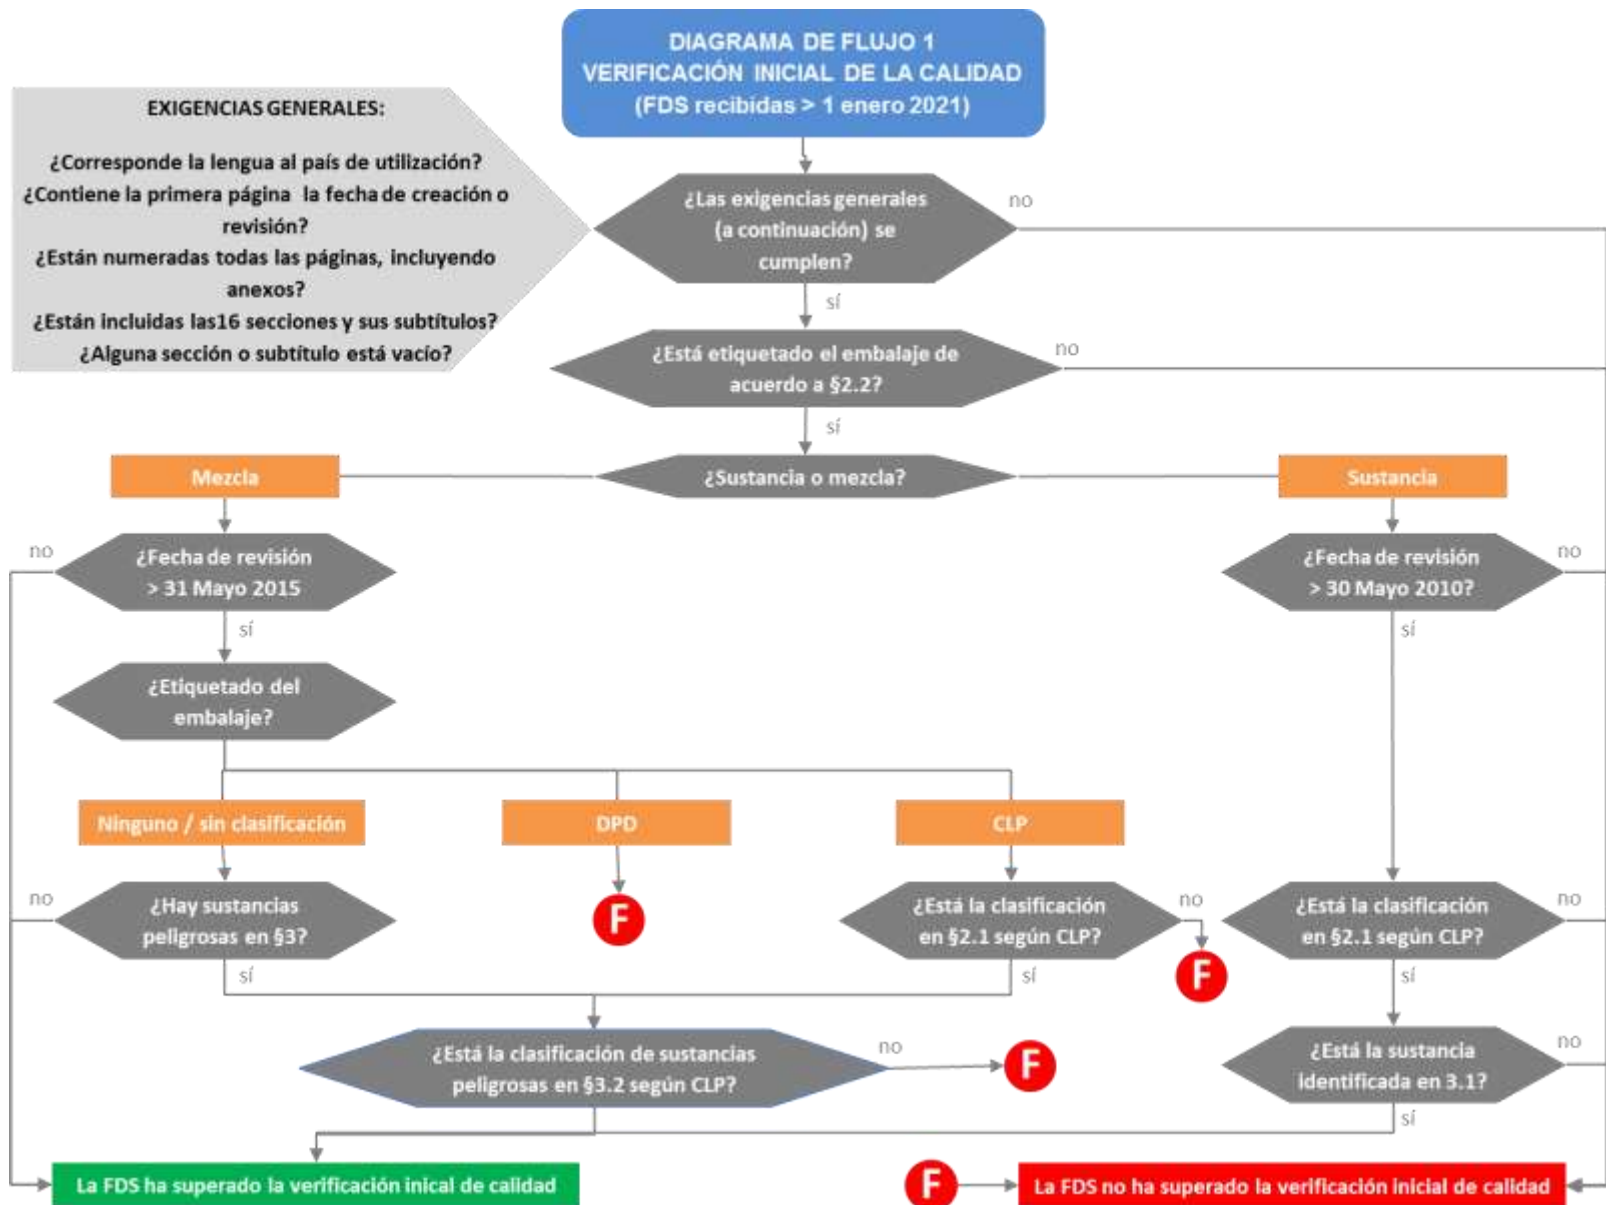 DIAGRAMA DE FLUJO 1
VERIFICACIÓN INICIAL DE LA CALIDAD
(FDS recibidas > 1 enero 2021)
EXIGENCIAS GENERALES:
¿Corresponde la lengua al país de utilización?
¿Contiene la primera página la fecha de creación o
revisión?
¿Están numeradas todas las páginas, incluyendo
anexos?
¿Están incluidas las16 secciones y sus subtítulos?
¿Alguna sección o subtítulo está vacío?
¿Las exigencias generales
(a continuación) se
cumplen?
no
sí
¿Está etiquetado el embalaje de
acuerdo a §2.2?
no
sí
Mezcla
¿Sustancia o mezcla?
Sustancia
no
¿Fecha de revisión
> 31 Mayo 2015
sí
¿Fecha de revisión
> 30 Mayo 2010?
no
sí
¿Etiquetado del
embalaje?
Ninguno / sin clasificación
DPD
CLP
no
¿Hay sustancias
peligrosas en §3?
sí
F
¿Está la clasificación
en §2.1 según CLP?
no
sí
F
¿Está la clasificación
en §2.1 según CLP?
no
sí
¿Está la clasificación de sustancias
peligrosas en §3.2 según CLP?
no
F
¿Está la sustancia
identificada en 3.1?
no
sí
La FDS ha superado la verificación inical de calidad
F
La FDS no ha superado la verificación inicial de calidad